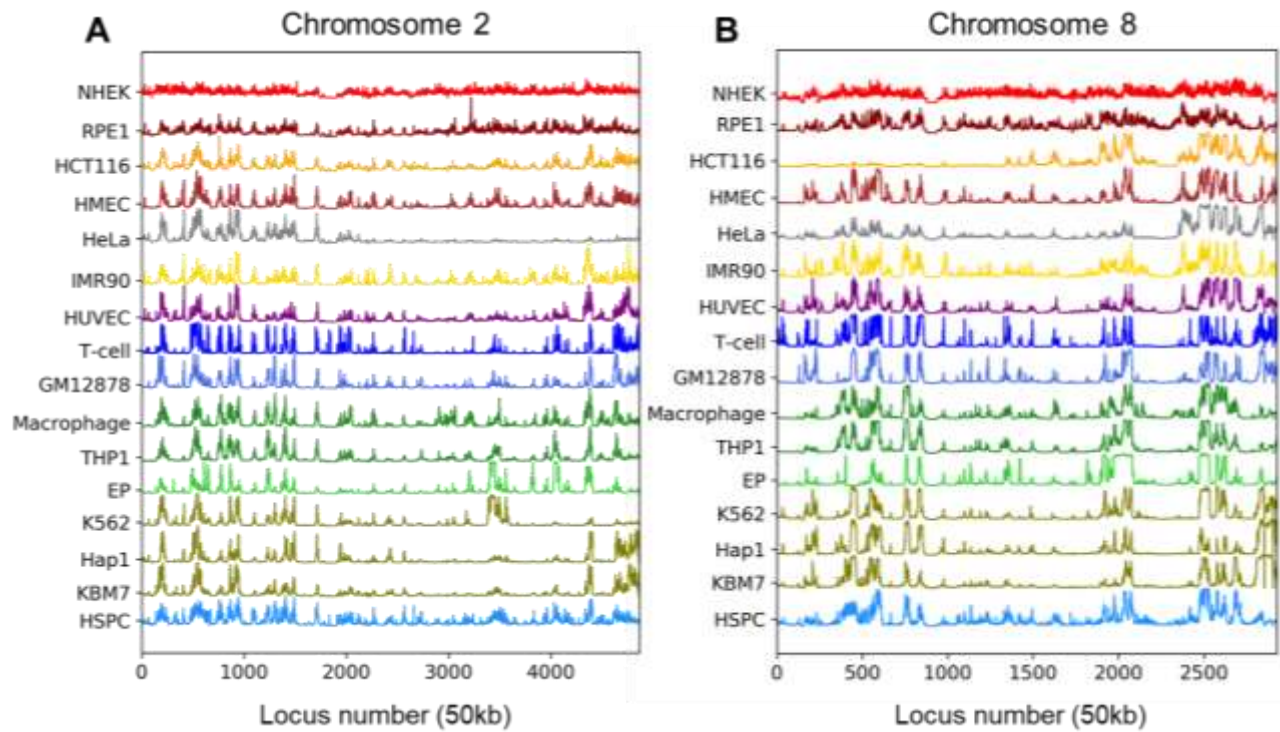 A
Chromosome 2
NHEK
RPE1
HCT116
HMEC
HeLa
IMR90
HUVEC
T-cell
GM12878
Macrophage
THP1
EP
K562
Hap1
KBM7
HSPC
0 1000 2000 3000 4000
Locus number (50kb)
B
Chromosome 8
NHEK
RPE1
HCT116
HMEC
HeLa
IMR90
HUVEC
T-cell
GM12878
Macrophage
THP1
EP
K562
Hap1
KBM7
HSPC
0 500 1000 1500 2000 2500
Locus number (50kb)